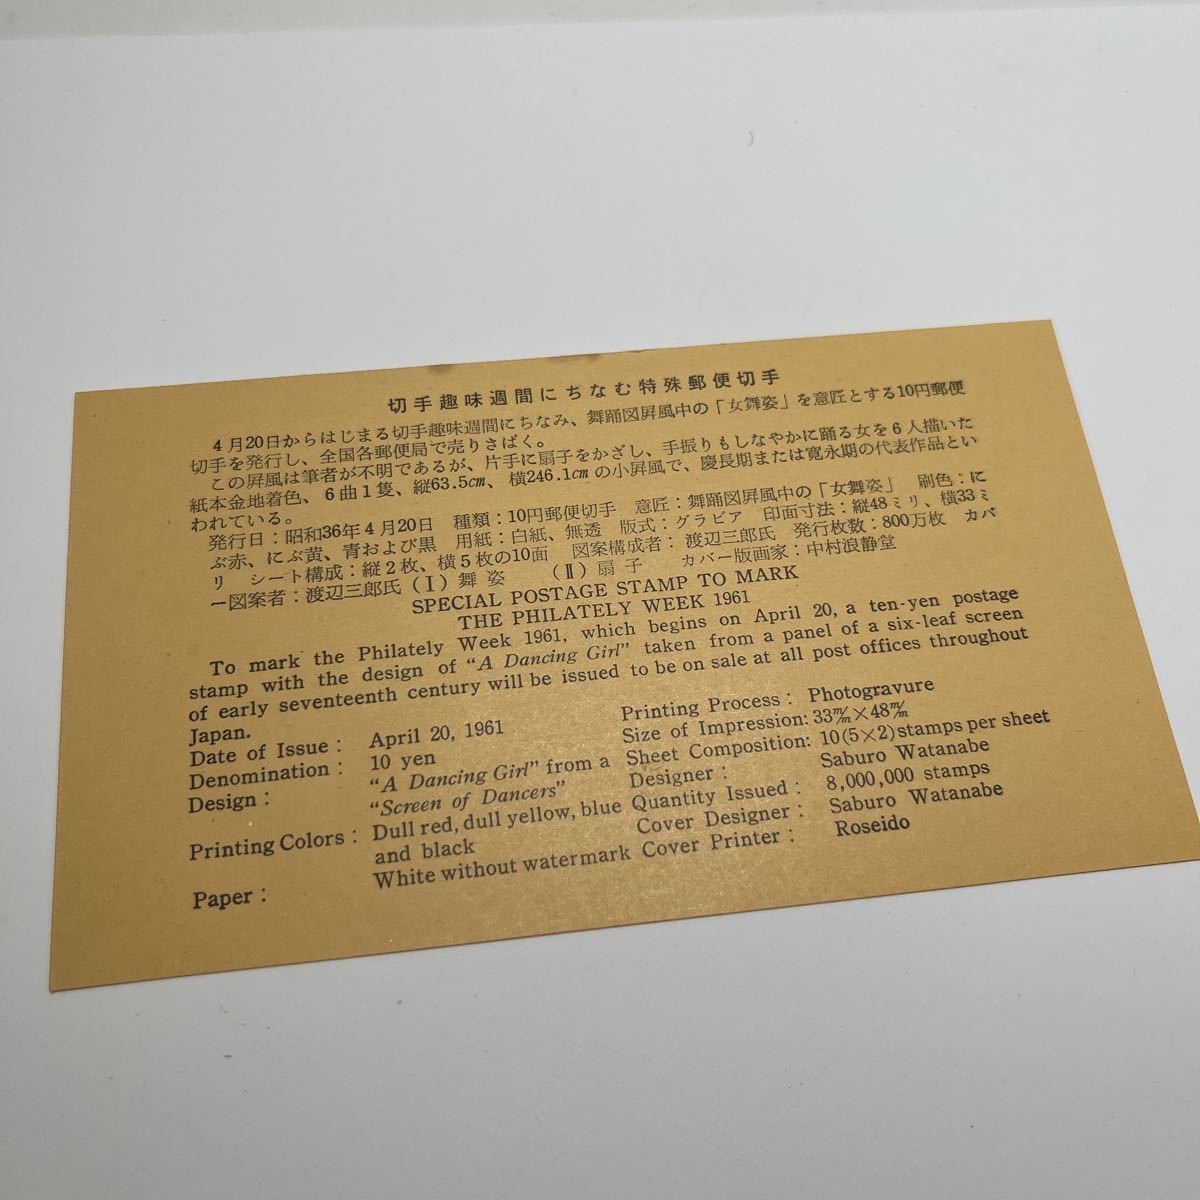 切手趣味週間にちなむ特殊郵便切手
4月20日からはじまる切手趣味週間にちなみ、舞踊図屏風中の「女舞姿」を意匠とする10円郵便
切手を発行し、全国各郵便局で売りさばく。
この屏風は筆者が不明であるが、片手に扇子をかざし、手振りもしなやかに踊る女を6人描いた
紙本金地着色、6曲1隻、縦63.5cm、横246.1cmの小屏風で、慶長期または寛永期の代表作品とい
われている。
発行日：昭和36年4月20日 種類：10円郵便切手 意匠：舞踊図屏風中の「女舞姿」 刷色：に
ぶ赤、にぶ黄、青および黒 用紙：白紙、無透 版式：グラビア 印面寸法：縦48ミリ、横33ミ
リ シート構成：縦2枚、横5枚の10面 図案構成者：渡辺三郎氏 発行枚数：800万枚 カバ
ー図案者：渡辺三郎氏（Ⅰ）舞姿 （Ⅱ）扇子 カバー版画家：中村浪静堂
SPECIAL POSTAGE STAMP TO MARK
THE PHILATELY WEEK 1961
To mark the Philately Week 1961, which begins on April 20, a ten-yen postage
stamp with the design of "A Dancing Girl" taken from a panel of a six-leaf screen
of early seventeenth century will be issued to be on sale at all post offices throughout
Japan.
Date of Issue : April 20, 1961
Denomination : 10 yen
Design : "A Dancing Girl" from a
"Screen of Dancers"
Printing Colors : Dull red, dull yellow, blue
and black
Paper : White without watermark
Printing Process : Photogravure
Size of Impression: 33m/m×48m/m
Sheet Composition: 10(5×2)stamps per sheet
Designer : Saburo Watanabe
Quantity Issued : 8,000,000 stamps
Cover Designer : Saburo Watanabe
Cover Printer : Roseido